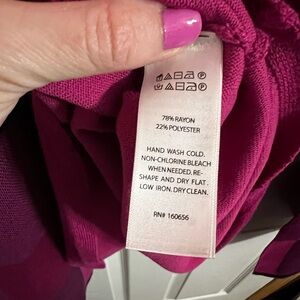 78% RAYON
22% POLYESTER
HAND WASH COLD.
NON-CHLORINE BLEACH
WHEN NEEDED. RE-
SHAPE AND DRY FLAT.
LOW IRON. DRY CLEAN.
RN# 160656